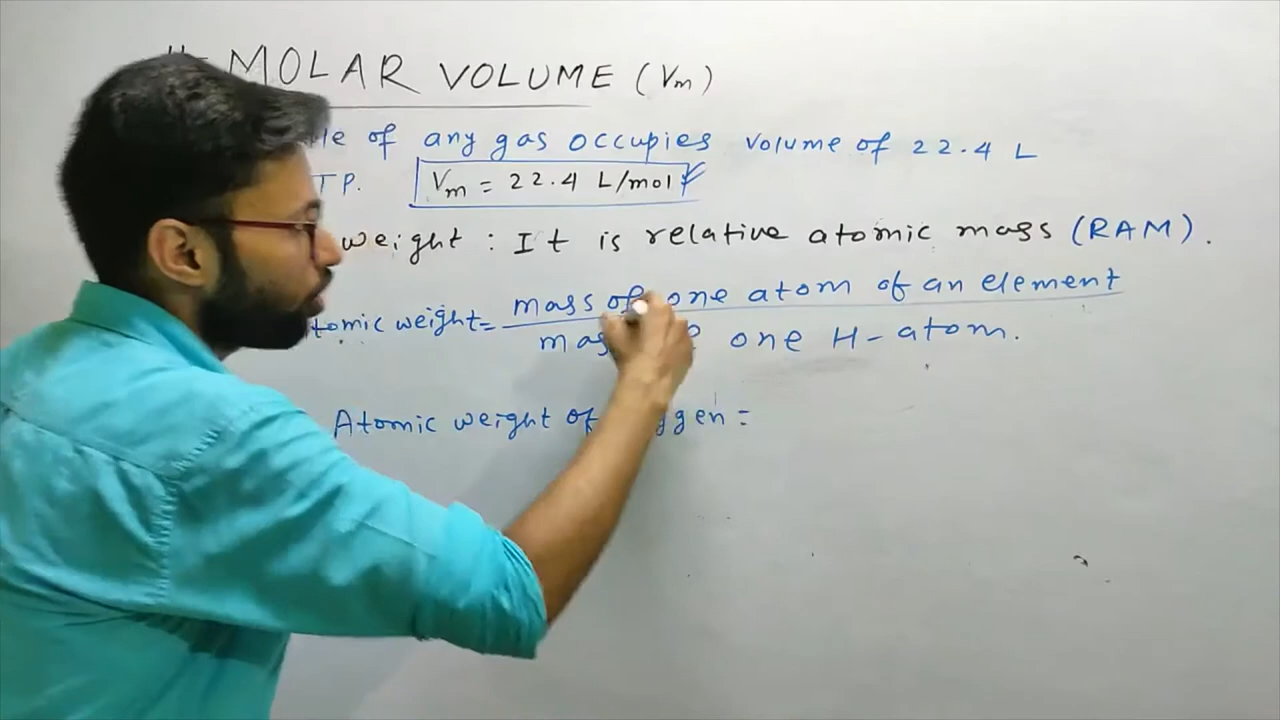 MOLAR VOLUME (Vm)
of any gas occupies volume of 22.4 L
TP. Vm = 22.4 L/mol
weight : It is relative atomic mass (RAM).
tomic weight = mass of one atom of an element
one H-atom.
Atomic weight of =